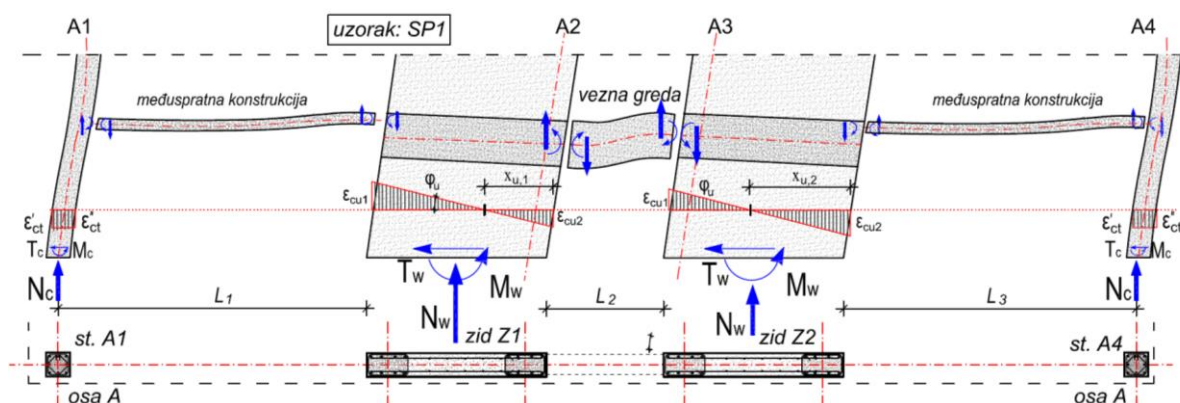 A1 uzorak: SP1 A2 A3 A4
međuspratna konstrukcija vezna greda međuspratna konstrukcija
φu xu,1 φu xu,2
εcu1 εcu2 εcu1 εcu2
ε'ct ε"ct ε'ct ε"ct
Tc Mc Tw Mw Tw Mw Tc Mc
Nc Nw Nw Nc
L1 L2 L3
st. A1 zid Z1 zid Z2 st. A4
osa A osa A